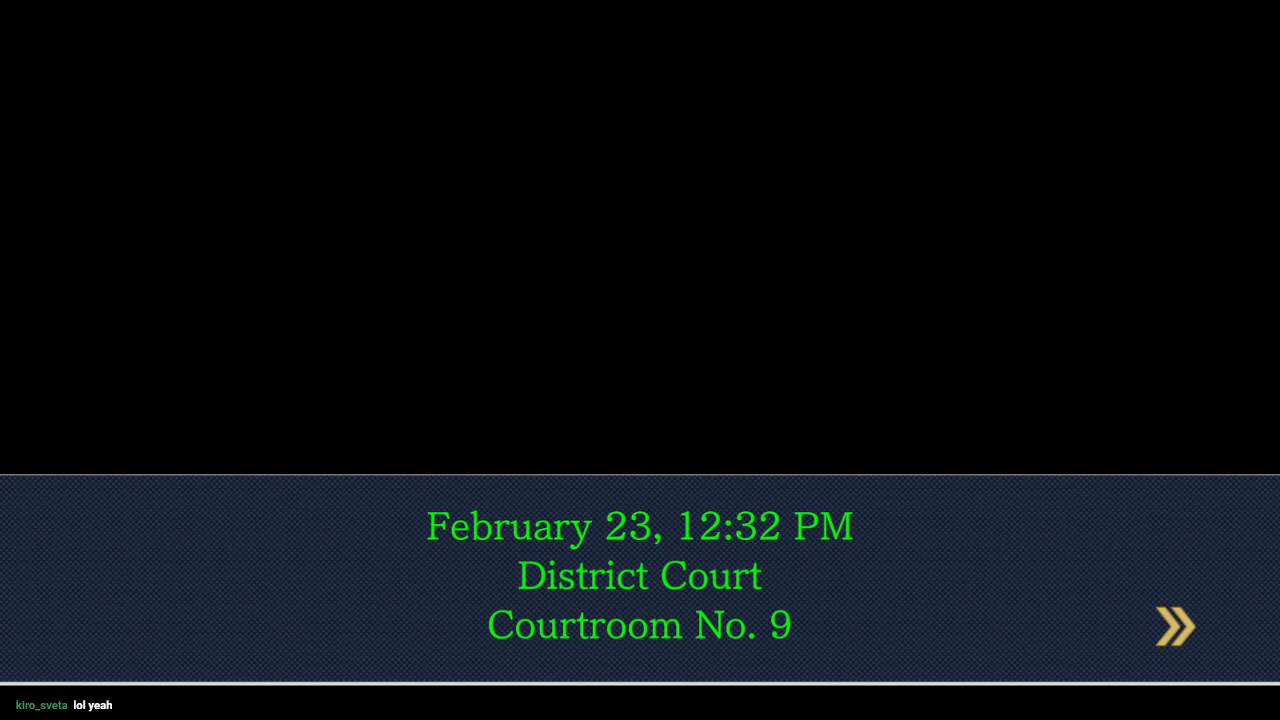 February 23, 12:32 PM
District Court
Courtroom No. 9
kiro_sveta lol yeah